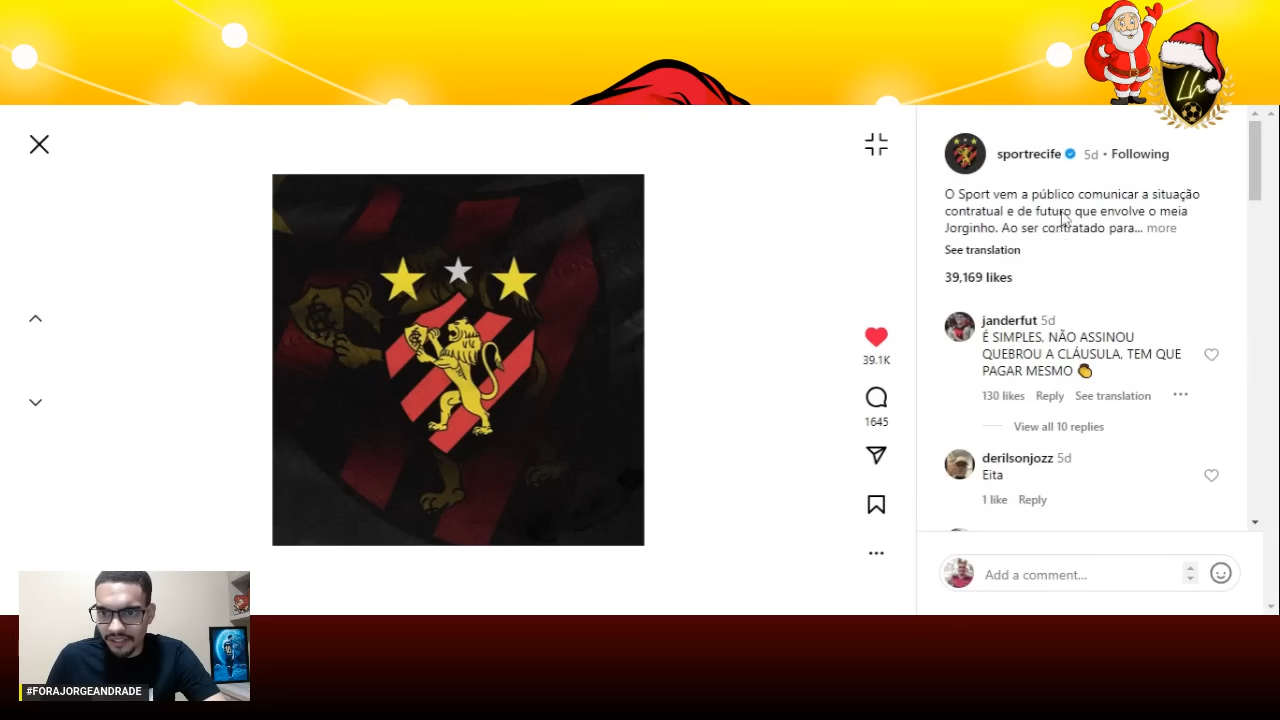 Lh
sportrecife 5d • Following
O Sport vem a público comunicar a situação
contratual e de futuro que envolve o meia
Jorginho. Ao ser contratado para... more
See translation
39,169 likes
janderfut 5d
É SIMPLES, NÃO ASSINOU
QUEBROU A CLÁUSULA, TEM QUE
PAGAR MESMO 👏
130 likes Reply See translation ...
View all 10 replies
derilsonjozz 5d
Eita
1 like Reply
39.1K
1645
Add a comment...
10
#FORAJORGEANDRADE